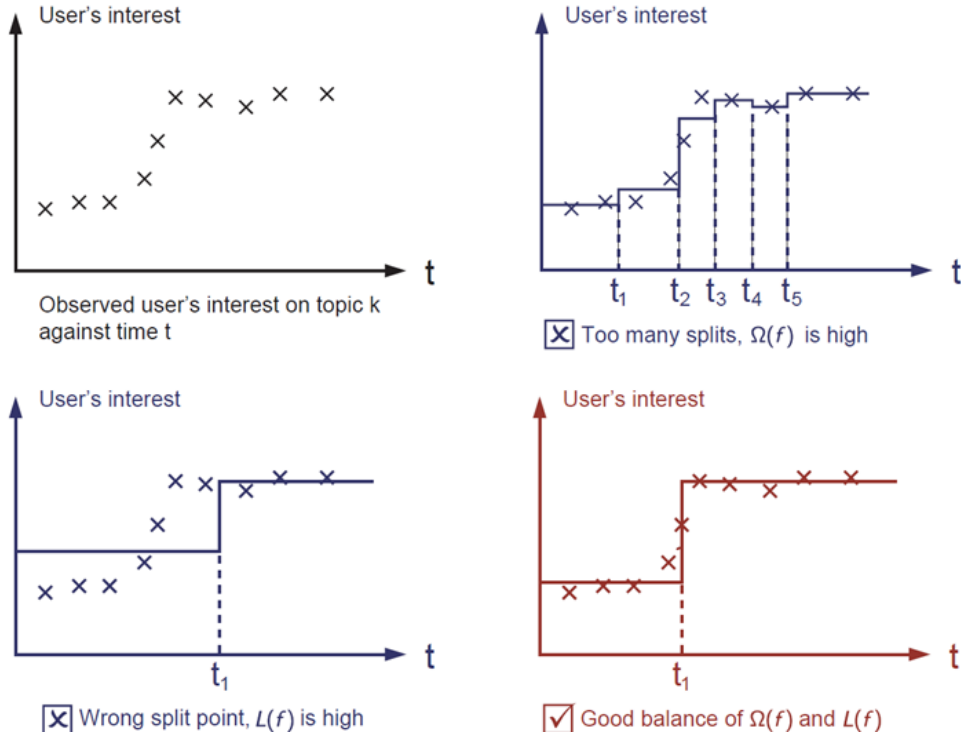 User's interest
t
Observed user's interest on topic k
against time t
User's interest
t
t₁ t₂ t₃ t₄ t₅
Too many splits, Ω(f) is high
User's interest
t
t₁
Wrong split point, L(f) is high
User's interest
t
t₁
Good balance of Ω(f) and L(f)